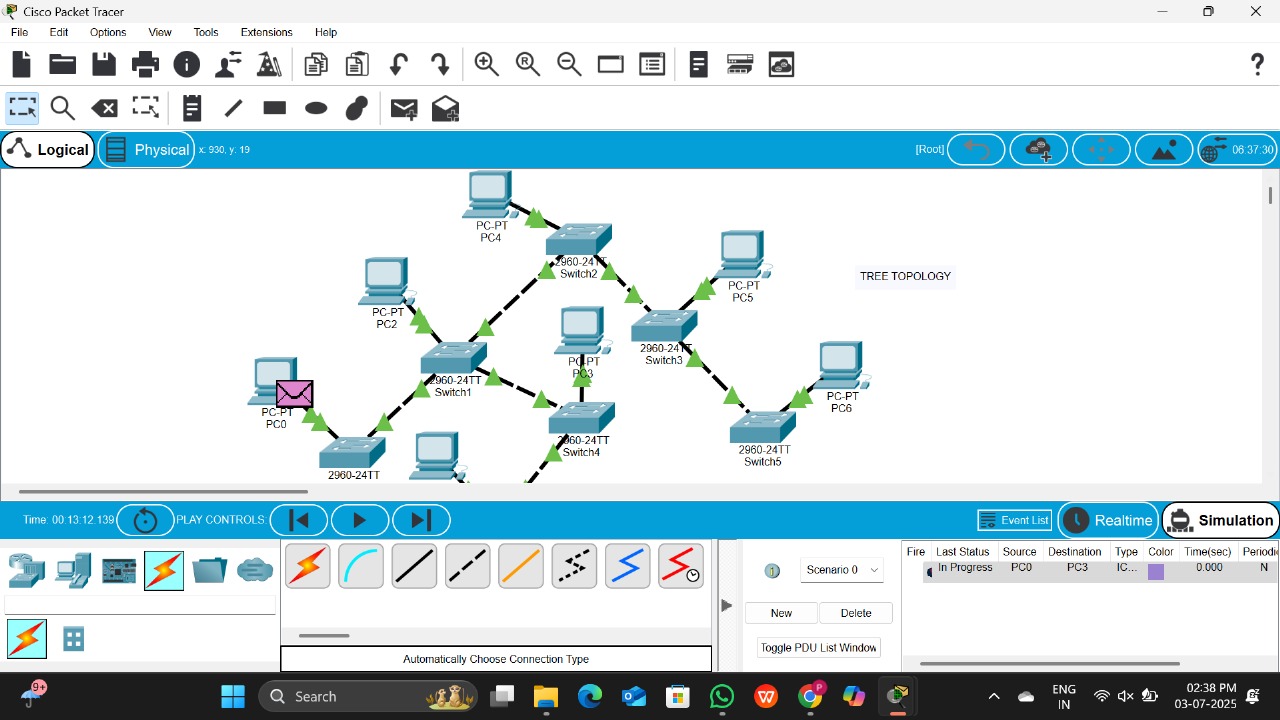 Cisco Packet Tracer
File Edit Options View Tools Extensions Help
Logical Physical x: 930, y: 19 [Root] 06:37:30
PC-PT
PC4
2960-24TT
Switch2
PC-PT
PC5
TREE TOPOLOGY
PC-PT
PC2
2960-24TT
Switch3
PC-PT
PC3
2960-24TT
Switch1
PC-PT
PC6
PC-PT
PC0
2960-24TT
Switch4
2960-24TT
Switch5
2960-24TT
Time: 00:13:12.139 PLAY CONTROLS: Event List Realtime Simulation
Fire Last Status Source Destination Type Color Time(sec) Periodi
In Progress PC0 PC3 IC... 0.000 N
Scenario 0
New Delete
Toggle PDU List Window
Automatically Choose Connection Type
9+
Search
ENG
IN
02:38 PM
03-07-2025